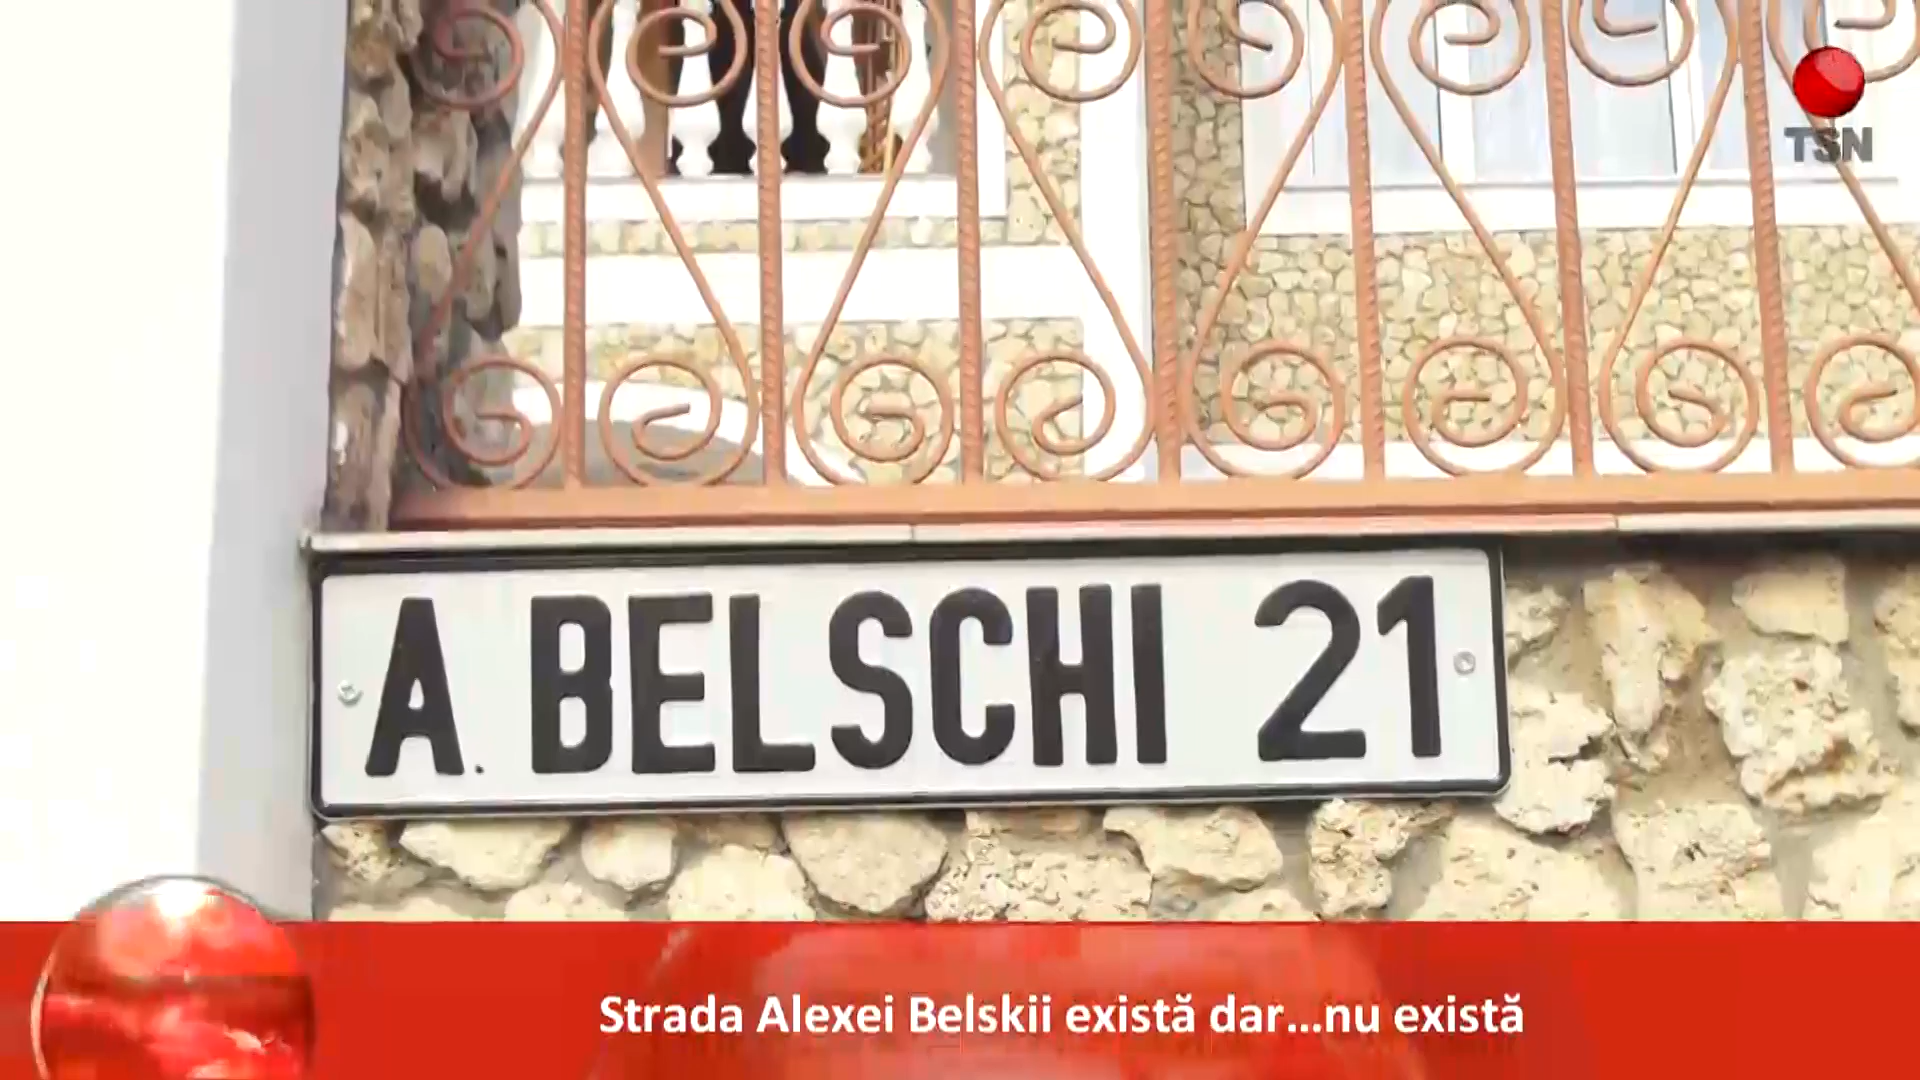 TSN
A. BELSCHI 21
Strada Alexei Belskii există dar...nu există